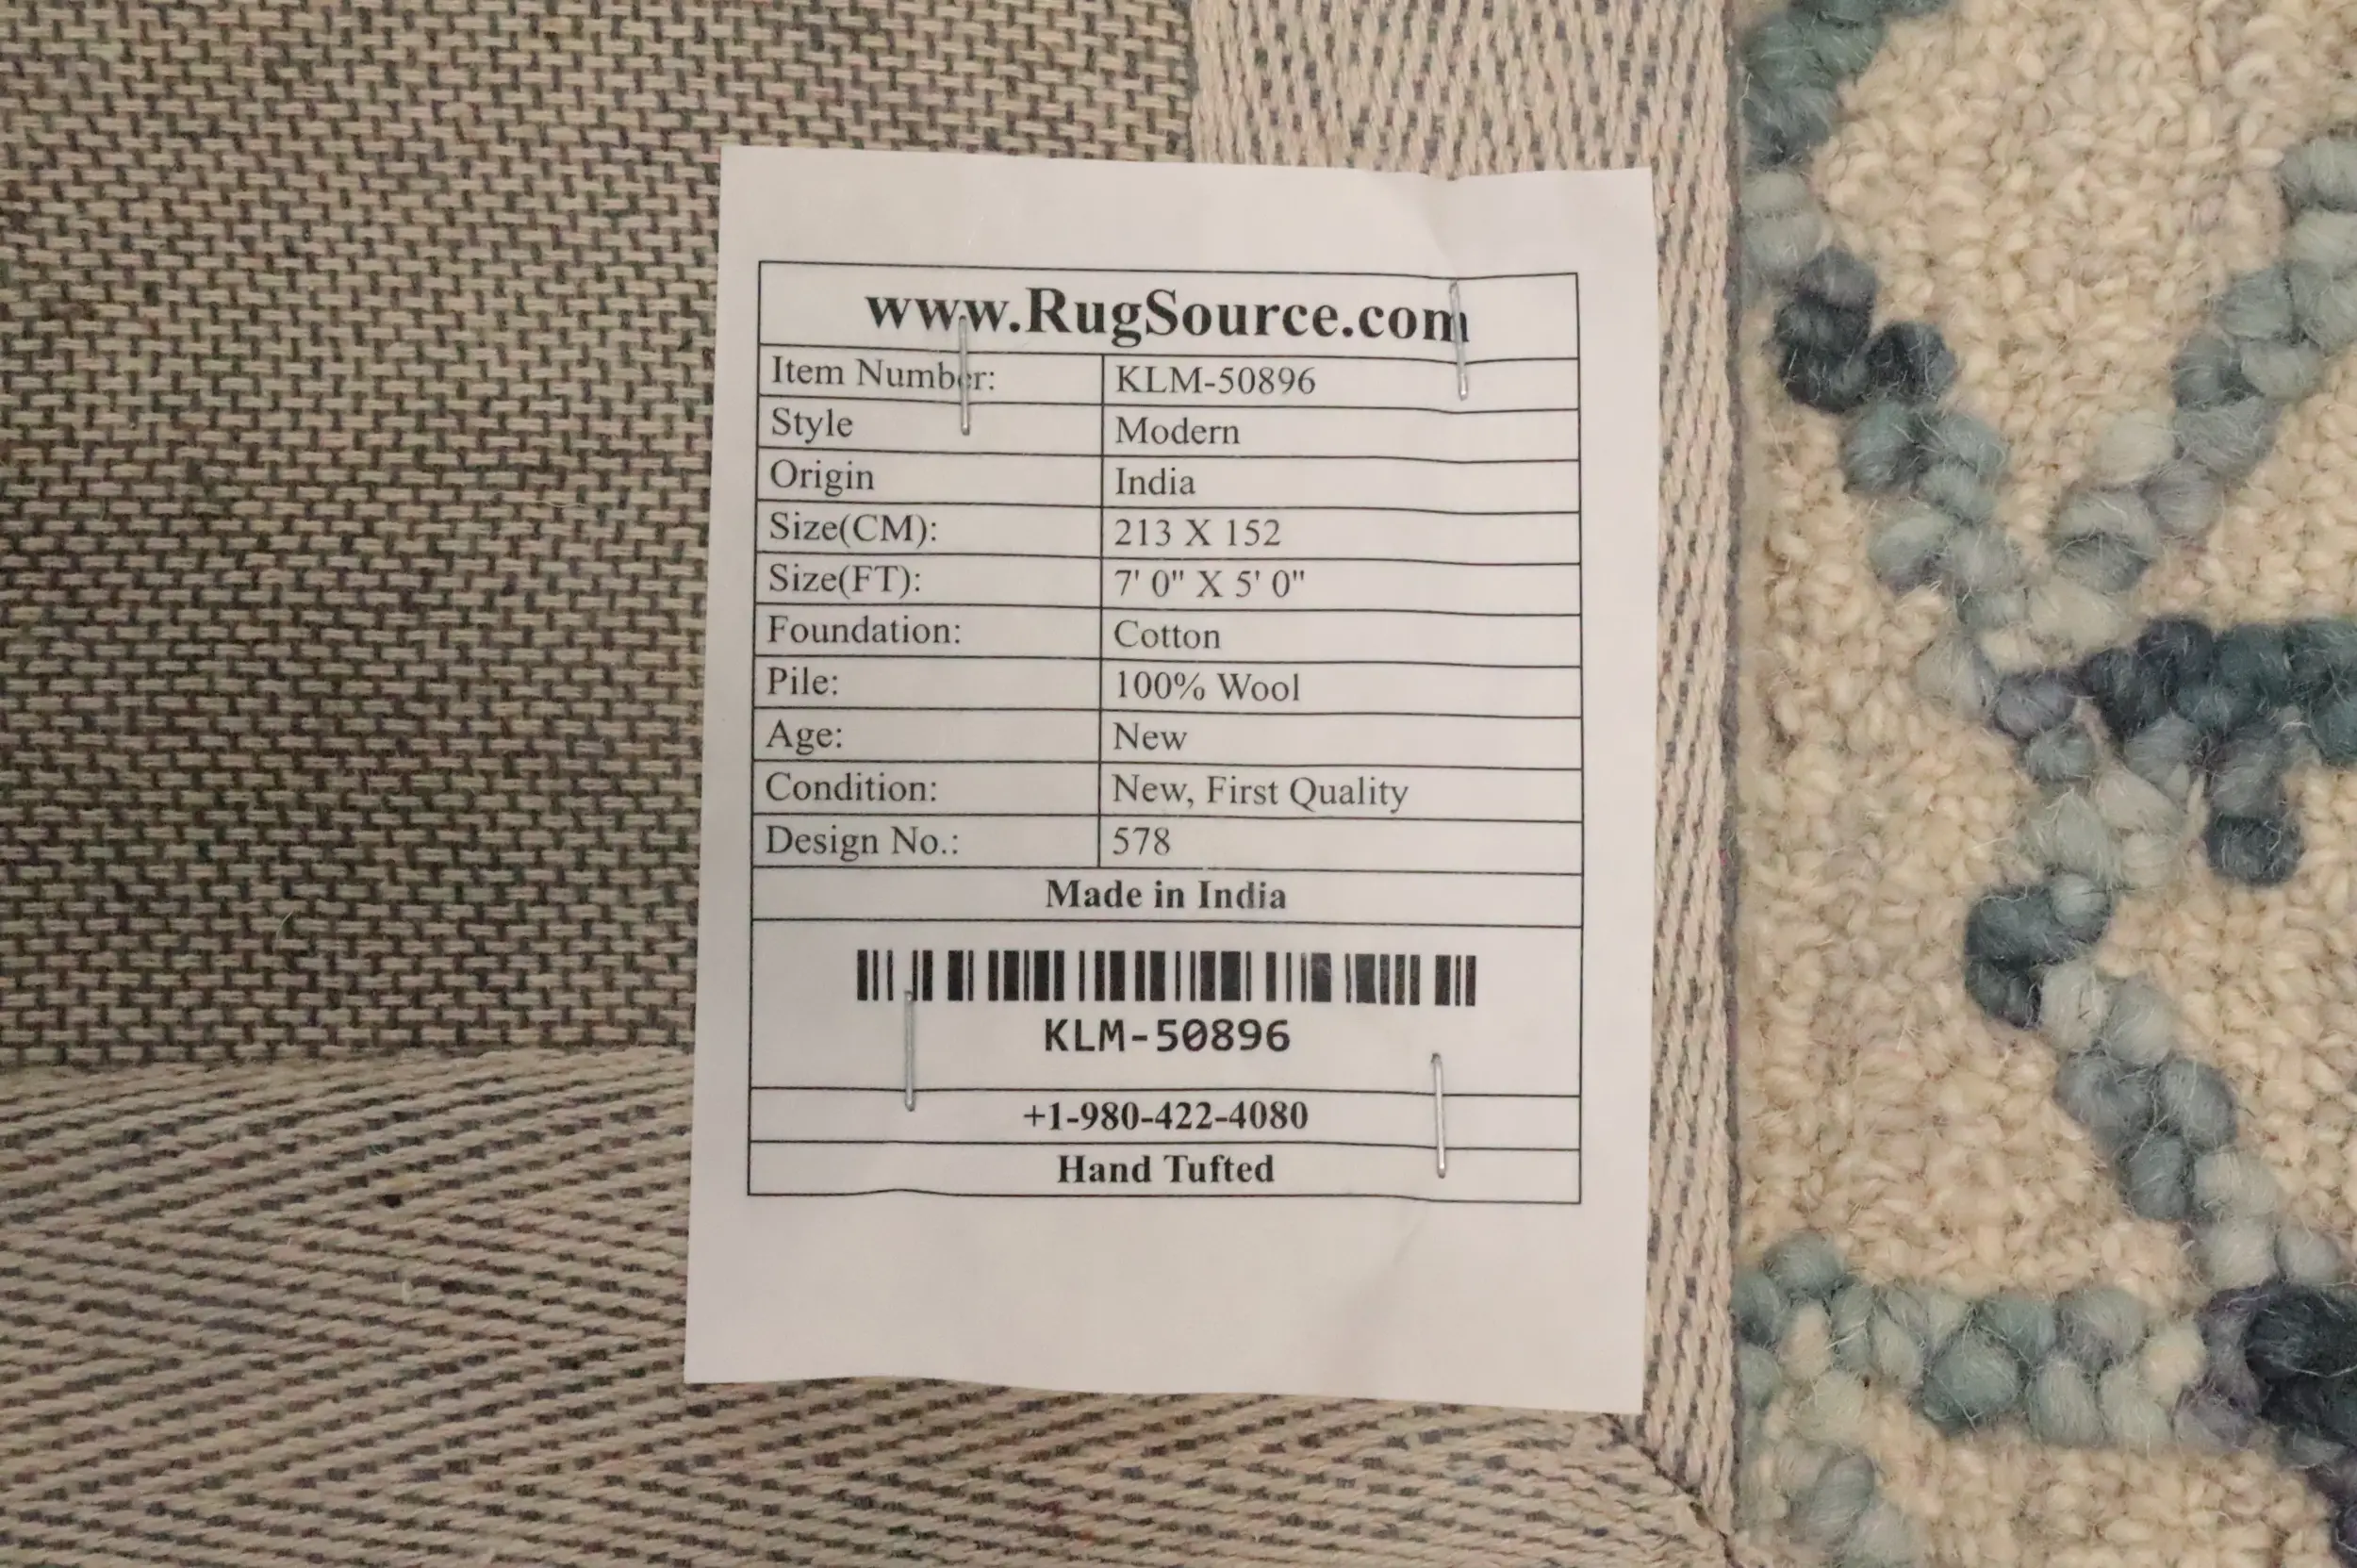 www.RugSource.com
Item Number: KLM-50896
Style Modern
Origin India
Size(CM): 213 X 152
Size(FT): 7' 0" X 5' 0"
Foundation: Cotton
Pile: 100% Wool
Age: New
Condition: New, First Quality
Design No.: 578
Made in India
KLM-50896
+1-980-422-4080
Hand Tufted